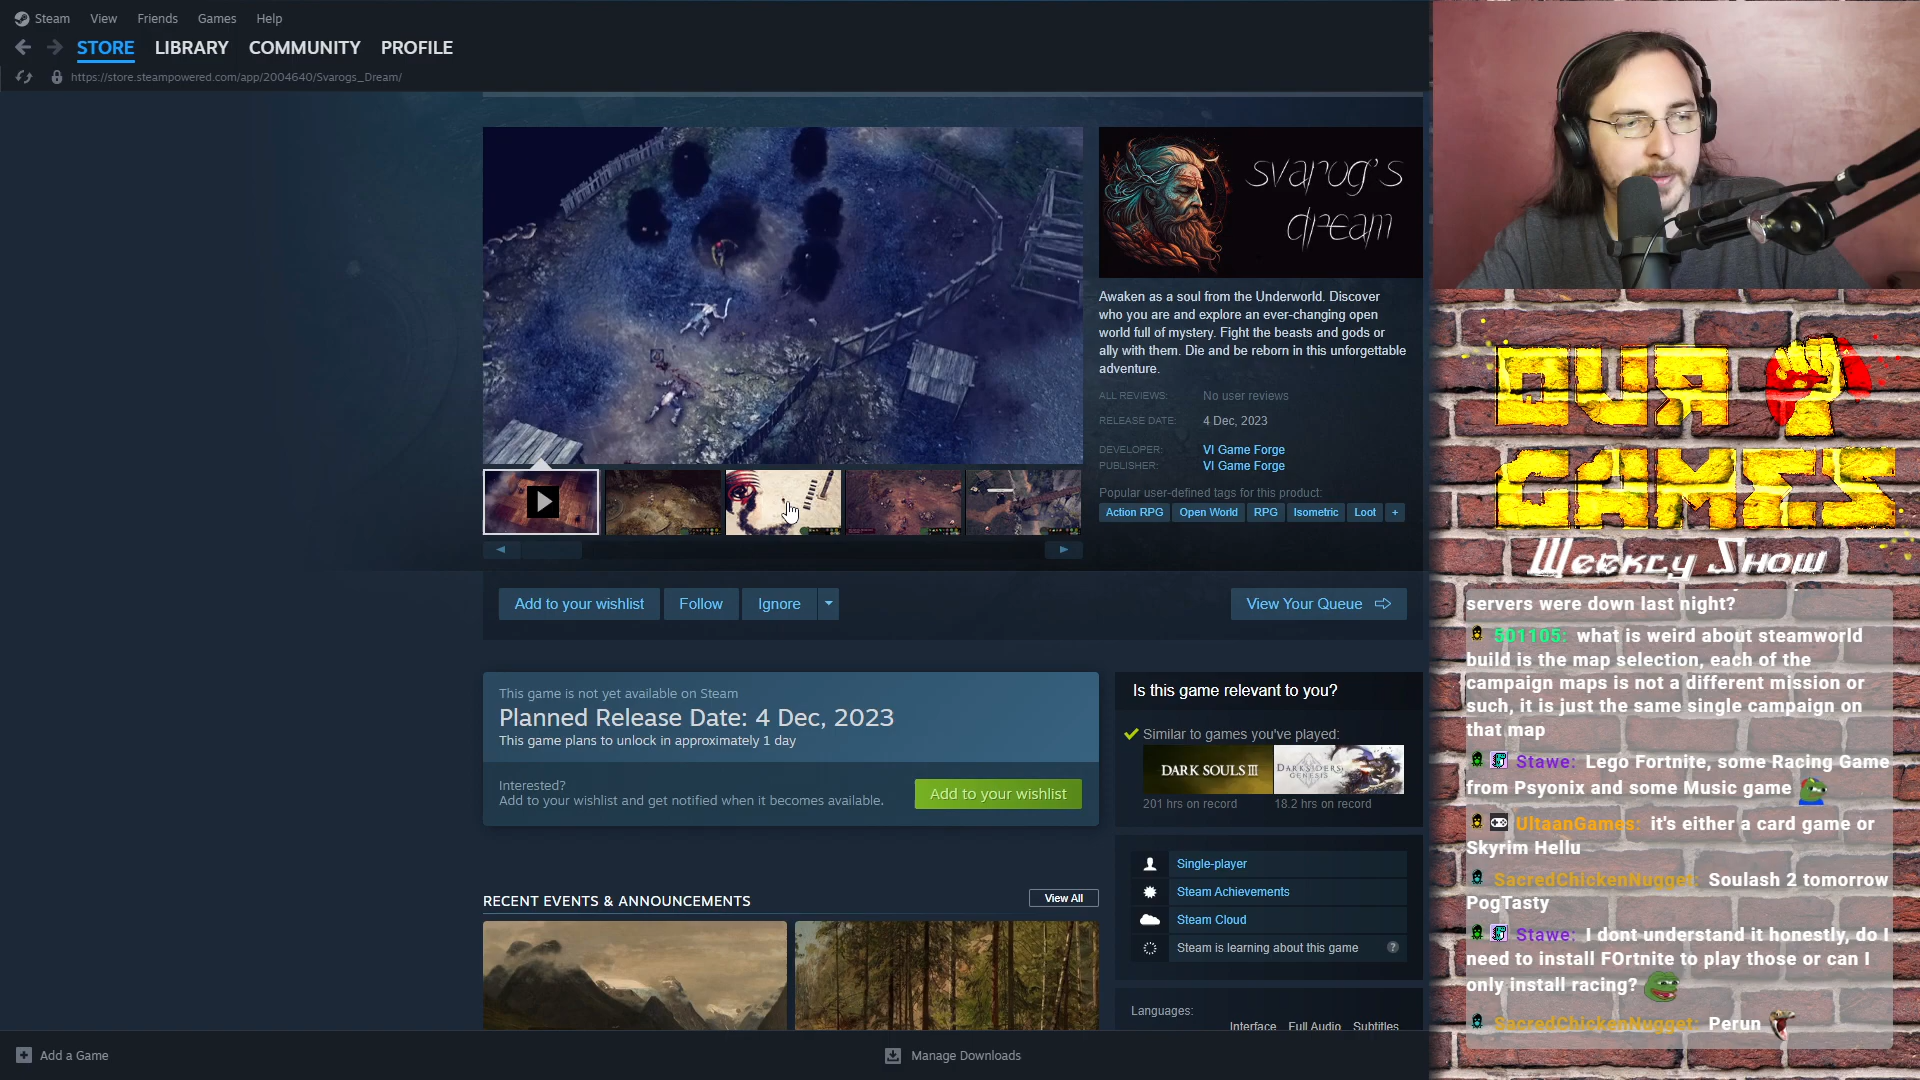 Steam View Friends Games Help
STORE LIBRARY COMMUNITY PROFILE
https://store.steampowered.com/app/2004640/Svarogs_Dream/
svarog's
dream
Awaken as a soul from the Underworld. Discover
who you are and explore an ever-changing open
world full of mystery. Fight the beasts and gods or
ally with them. Die and be reborn in this unforgettable
adventure.
ALL REVIEWS: No user reviews
RELEASE DATE: 4 Dec, 2023
DEVELOPER: VI Game Forge
PUBLISHER: VI Game Forge
Popular user-defined tags for this product:
Action RPG Open World RPG Isometric Loot +
Add to your wishlist Follow Ignore
View Your Queue
This game is not yet available on Steam
Planned Release Date: 4 Dec, 2023
This game plans to unlock in approximately 1 day
Interested?
Add to your wishlist and get notified when it becomes available.
Add to your wishlist
Is this game relevant to you?
Similar to games you've played:
DARK SOULS III
DARKSIDERS GENESIS
201 hrs on record 18.2 hrs on record
Single-player
Steam Achievements
Steam Cloud
Steam is learning about this game ?
Languages:
Interface Full Audio Subtitles
RECENT EVENTS & ANNOUNCEMENTS
View All
Add a Game
Manage Downloads
OUR
GAMES
Weekly Show
servers were down last night?
501105: what is weird about steamworld
build is the map selection, each of the
campaign maps is not a different mission or
such, it is just the same single campaign on
that map
Stawe: Lego Fortnite, some Racing Game
from Psyonix and some Music game
UltaanGames: it's either a card game or
Skyrim Hellu
SacredChickenNugget: Soulash 2 tomorrow
PogTasty
Stawe: I dont understand it honestly, do I
need to install FOrtnite to play those or can I
only install racing?
SacredChickenNugget: Perun